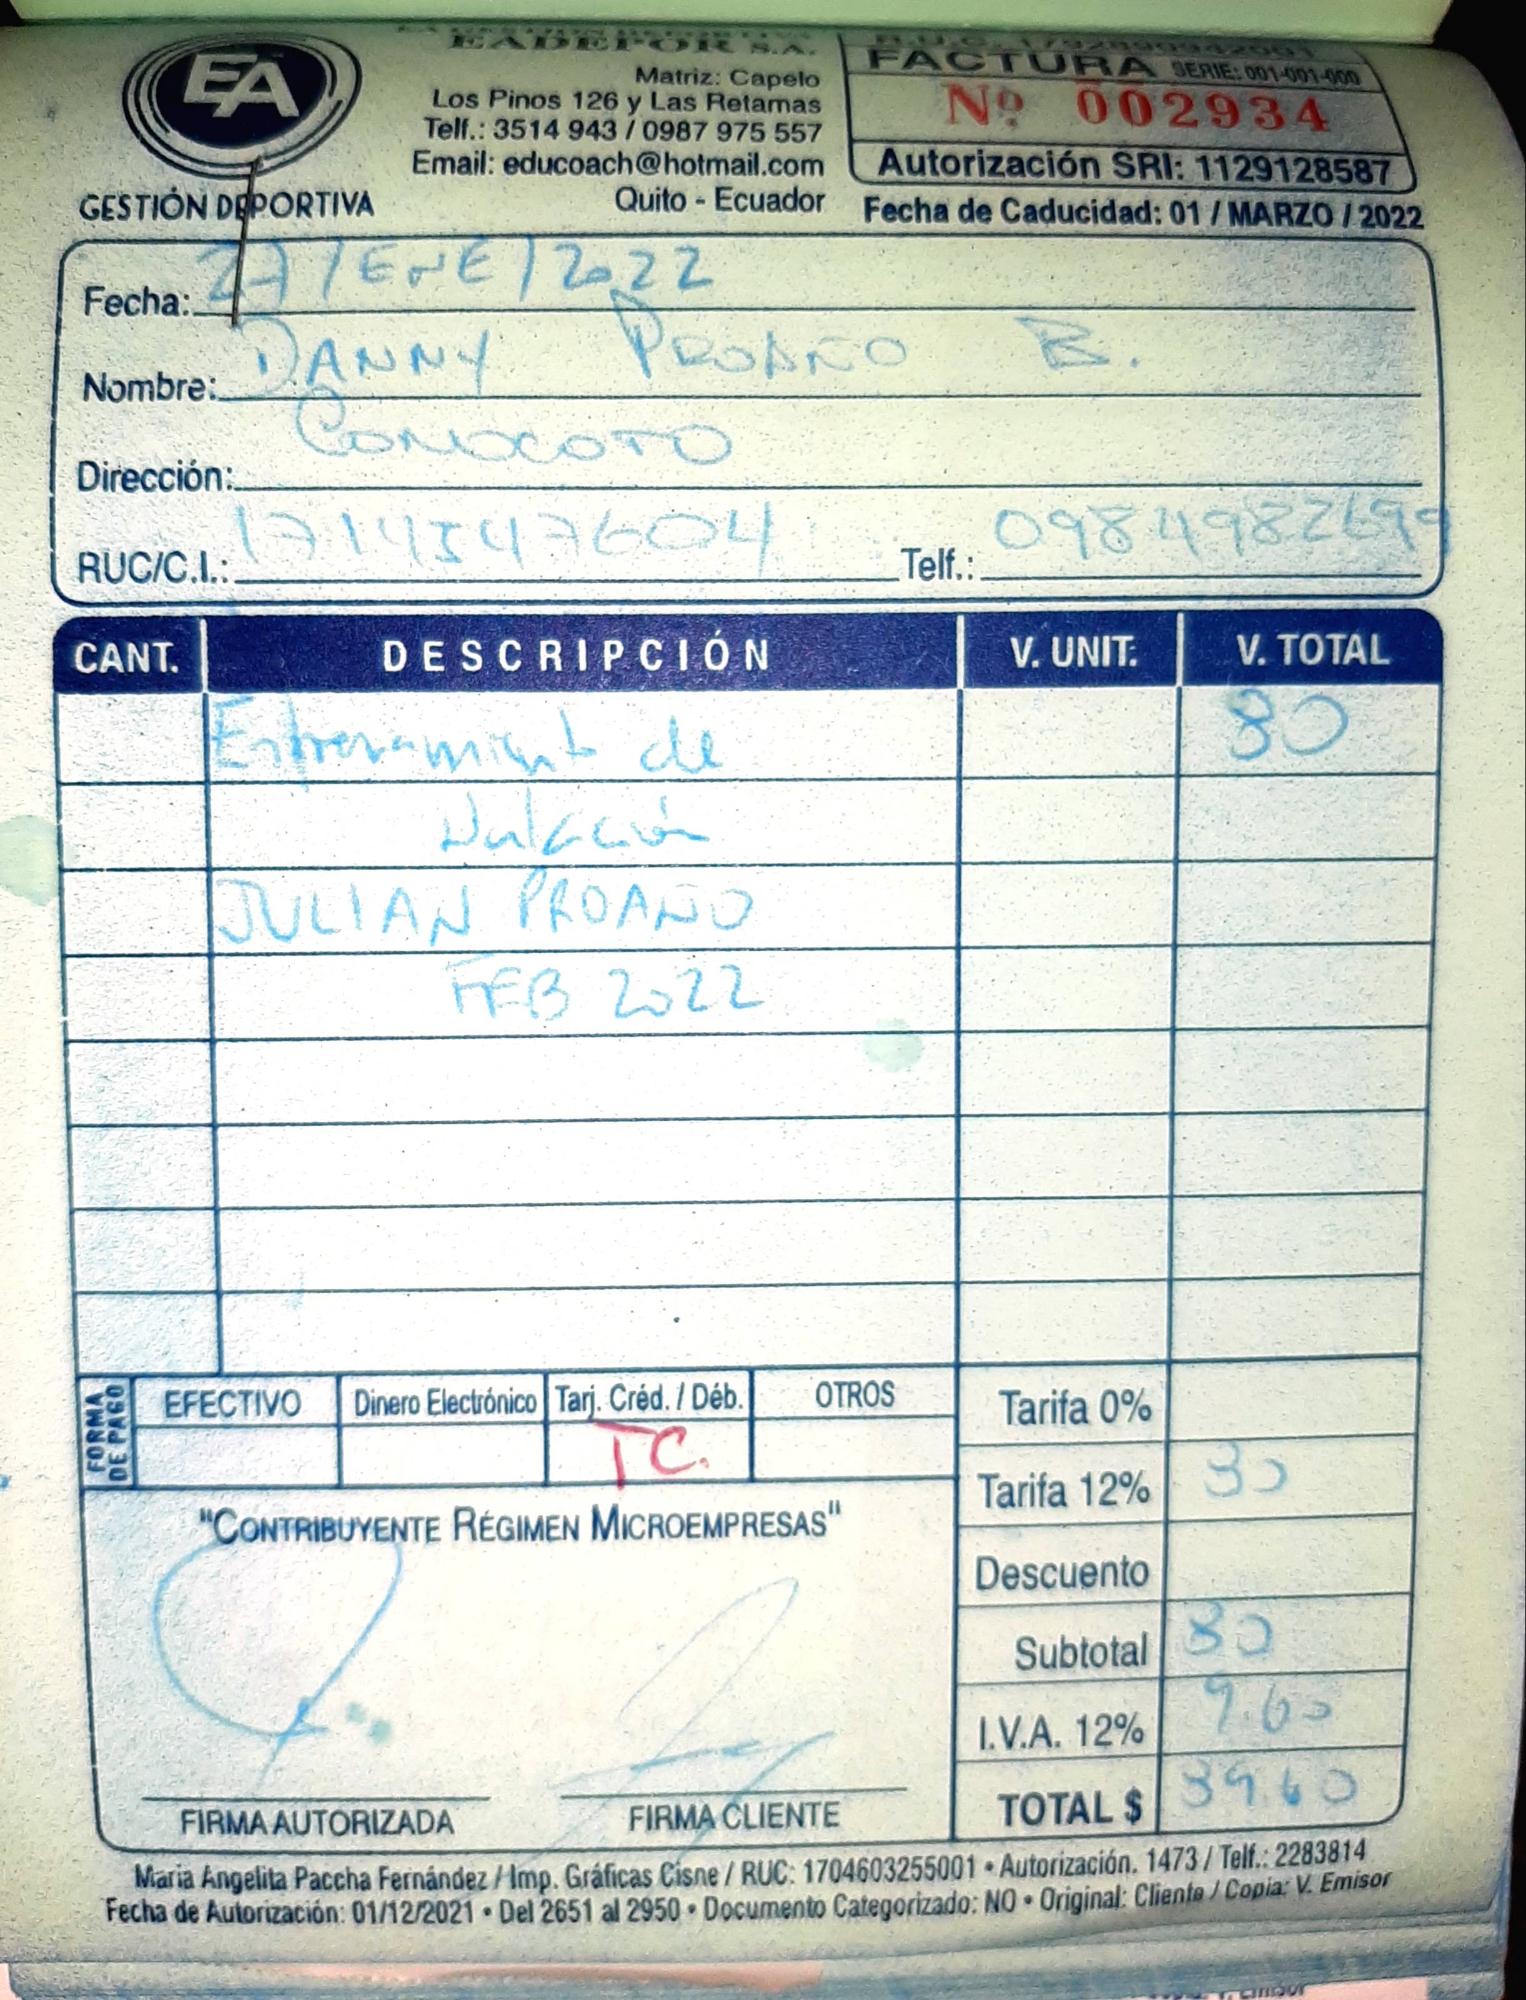 EA
GESTIÓN DEPORTIVA
EADEPOR S.A.
Matriz: Capelo
Los Pinos 126 y Las Retamas
Telf.: 3514 943 / 0987 975 557
Email: educoach@hotmail.com
Quito - Ecuador
FACTURA SERIE: 001-001-000
Nº 002934
Autorización SRI: 1129128587
Fecha de Caducidad: 01 / MARZO / 2022
Fecha: 27/ENE/2022
Nombre: DANNY PROAÑO B.
Dirección: CONOCOTO
RUC/C.I.: 1714347604 Telf.: 0984982699
CANT. DESCRIPCIÓN V. UNIT. V. TOTAL
Entrenamiento de 80
Natación
JULIAN PROAÑO
FEB 2022
FORMA DE PAGO
EFECTIVO Dinero Electrónico Tarj. Créd. / Déb. OTROS
TC.
Tarifa 0%
Tarifa 12% 80
Descuento
Subtotal 80
I.V.A. 12% 9.60
TOTAL $ 89.60
"CONTRIBUYENTE RÉGIMEN MICROEMPRESAS"
FIRMA AUTORIZADA FIRMA CLIENTE
Maria Angelita Paccha Fernández / Imp. Gráficas Cisne / RUC: 1704603255001 • Autorización. 1473 / Telf.: 2283814
Fecha de Autorización: 01/12/2021 • Del 2651 al 2950 • Documento Categorizado: NO • Original: Cliente / Copia: V. Emisor